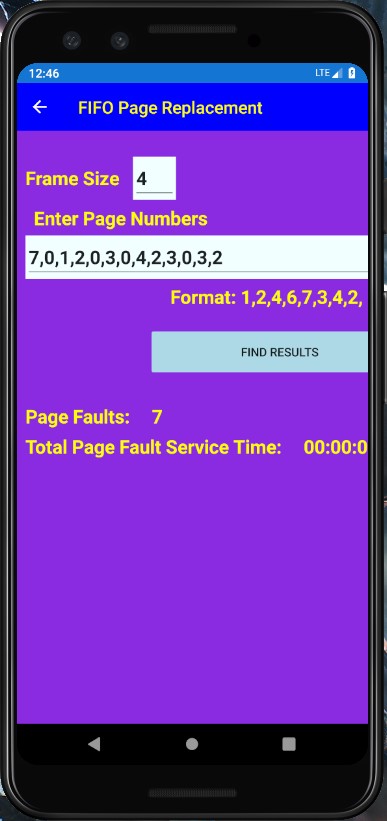 12:46 LTE
FIFO Page Replacement
Frame Size 4
Enter Page Numbers
7,0,1,2,0,3,0,4,2,3,0,3,2
Format: 1,2,4,6,7,3,4,2,
FIND RESULTS
Page Faults: 7
Total Page Fault Service Time: 00:00:0